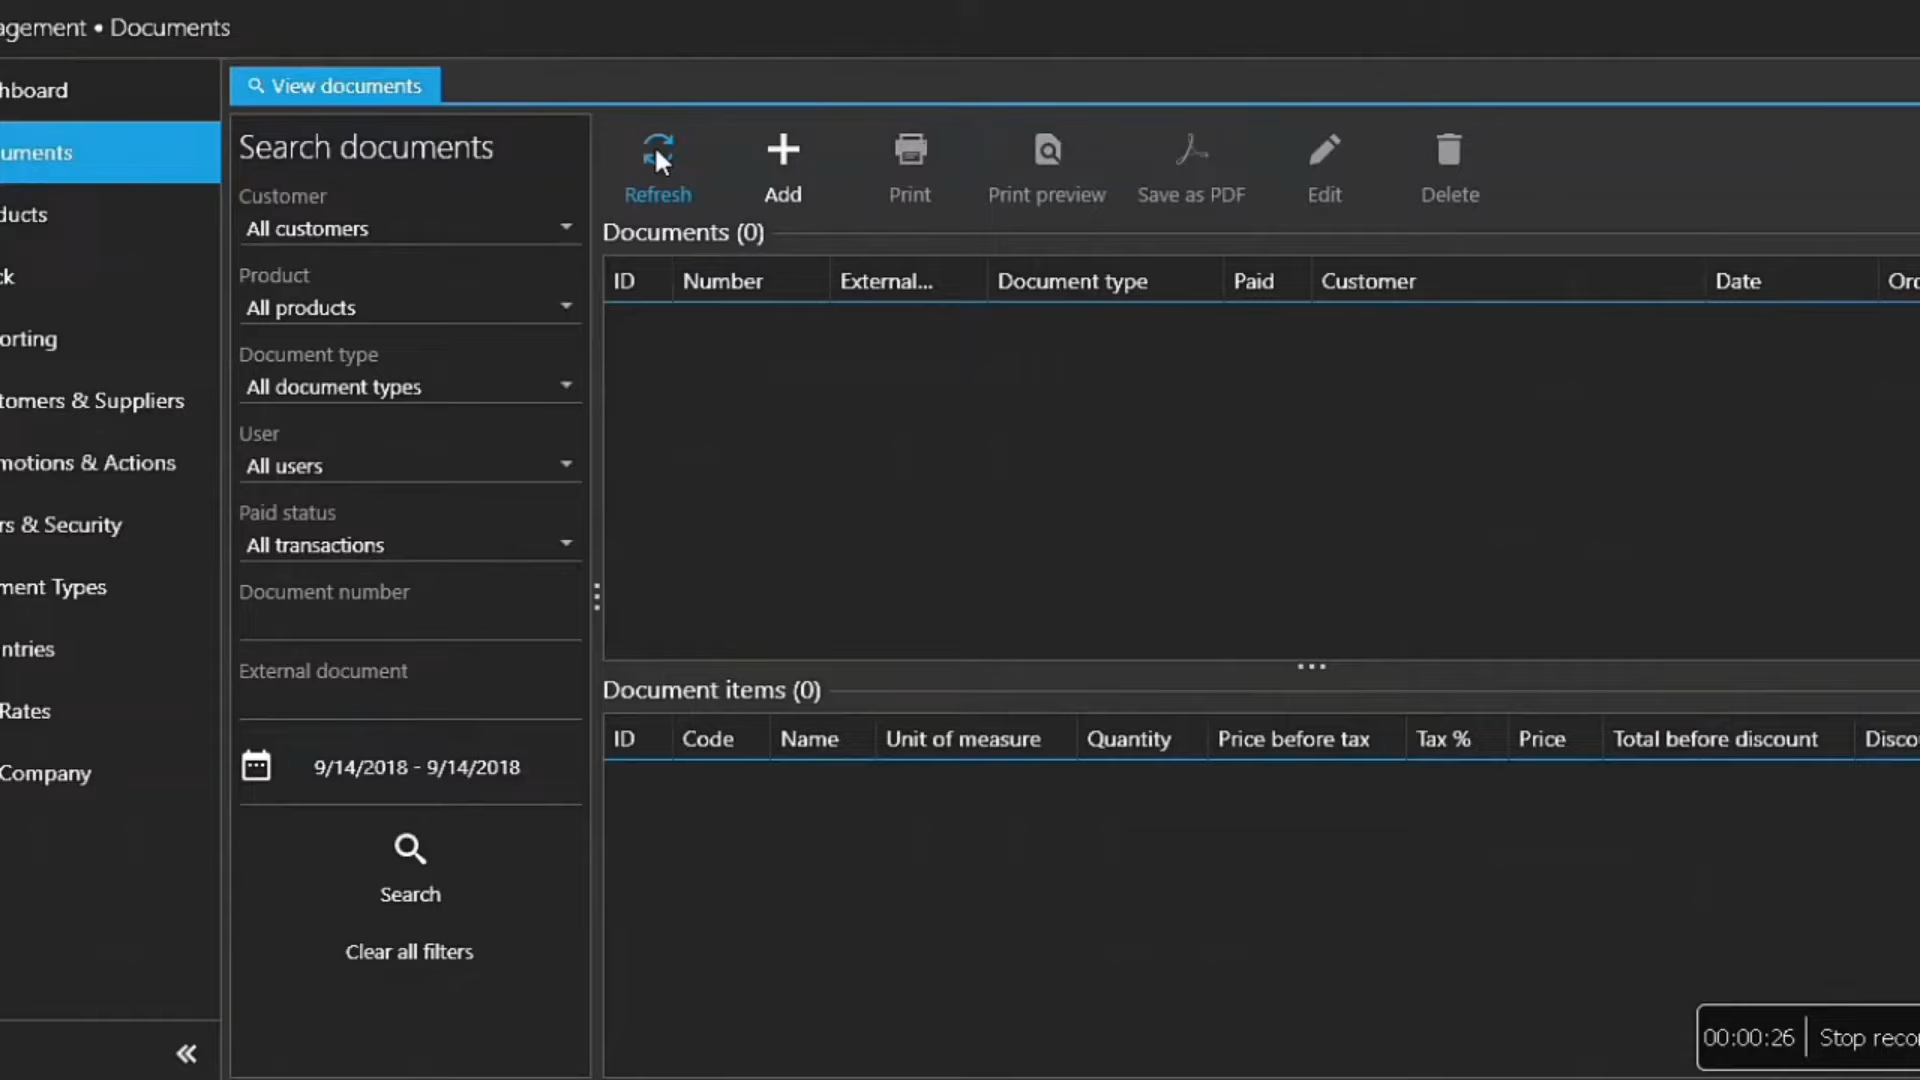 agement • Documents
hboard
uments
ducts
ck
orting
tomers & Suppliers
motions & Actions
rs & Security
ment Types
ntries
Rates
Company
View documents
Search documents
Customer
All customers
Product
All products
Document type
All document types
User
All users
Paid status
All transactions
Document number
External document
9/14/2018 - 9/14/2018
Search
Clear all filters
Refresh Add Print Print preview Save as PDF Edit Delete
Documents (0)
ID Number External... Document type Paid Customer Date Ord
Document items (0)
ID Code Name Unit of measure Quantity Price before tax Tax % Price Total before discount Disco
00:00:26 Stop reco